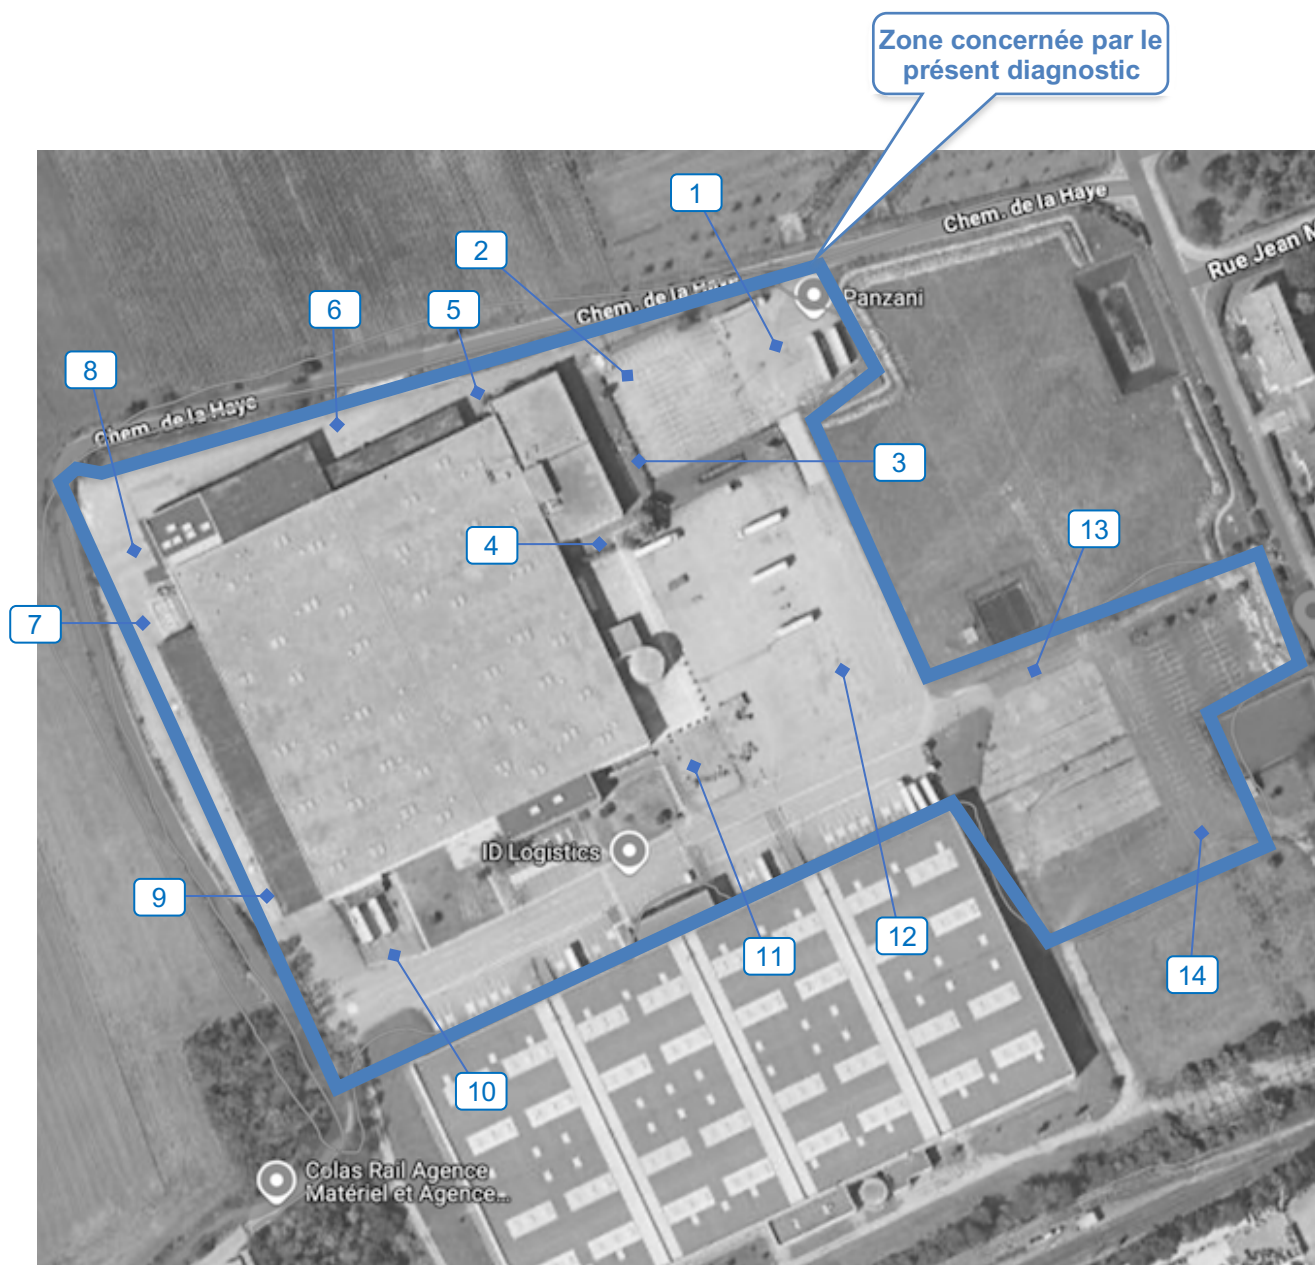 Zone concernée par le
présent diagnostic
1
Chem. de la Haye
2
Rue Jean M
Chem. de la Haye
Panzani
6
5
8
Chem. de la Haye
3
13
4
7
ID Logistics
9
12
11
14
10
Colas Rail Agence
Matériel et Agence...